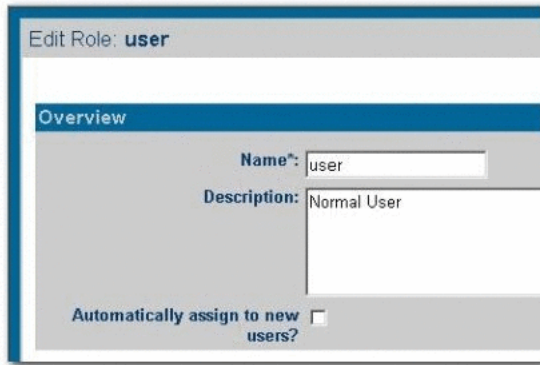 Edit Role: user
Overview
Name*: user
Description: Normal User
Automatically assign to new
users?